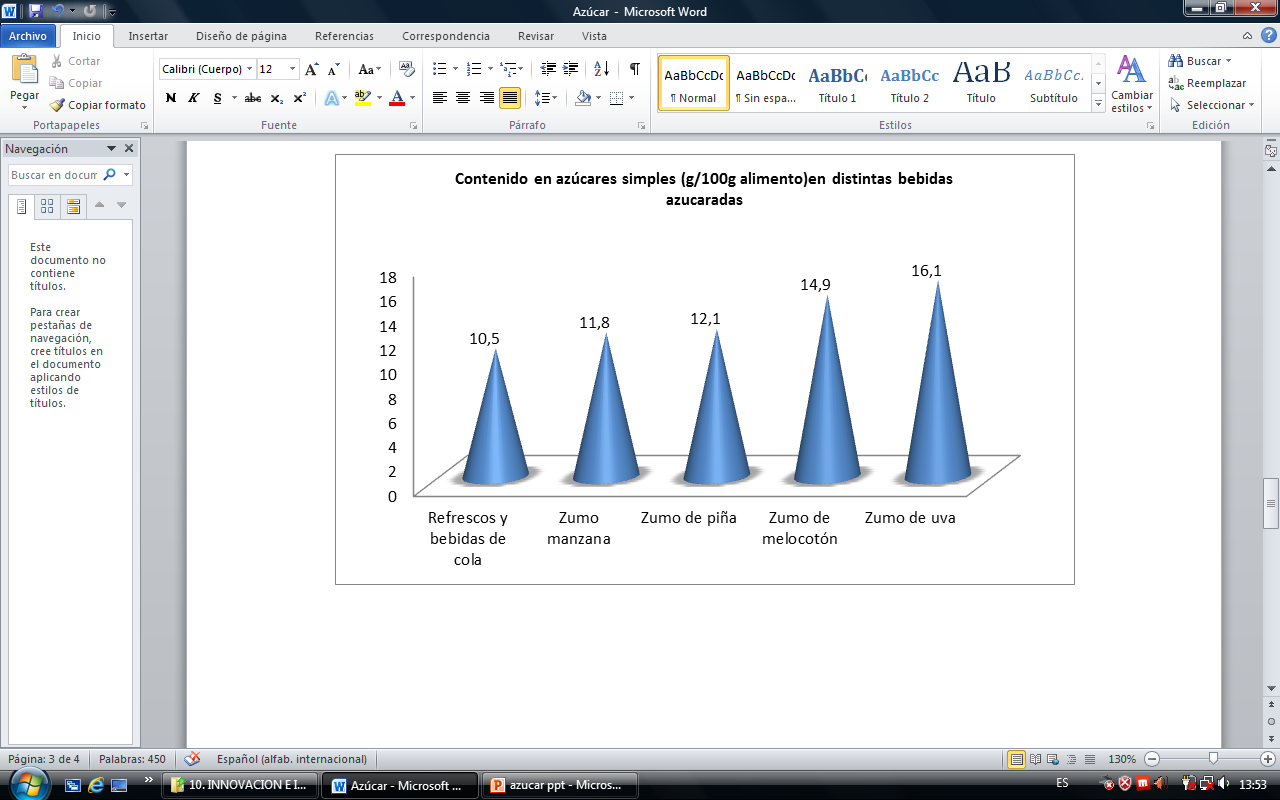 Azúcar - Microsoft Word
Archivo Inicio Insertar Diseño de página Referencias Correspondencia Revisar Vista
Pegar
Cortar
Copiar
Copiar formato
Portapapeles
Calibri (Cuerpo) 12
N K S abc x₂ x²
Fuente
Párrafo
AaBbCcDc AaBbCcDc AaBbC AaBbCc AaB AaBbCc.
¶ Normal ¶ Sin espa... Título 1 Título 2 Título Subtítulo
Cambiar
estilos
Estilos
Buscar
Reemplazar
Seleccionar
Edición
Navegación
Buscar en docum
Este
documento no
contiene
títulos.
Para crear
pestañas de
navegación,
cree títulos en
el documento
aplicando
estilos de
títulos.
Contenido en azúcares simples (g/100g alimento)en distintas bebidas
azucaradas
18
16
14
12
10
8
6
4
2
0
10,5
11,8
12,1
14,9
16,1
Refrescos y
bebidas de
cola
Zumo
manzana
Zumo de piña
Zumo de
melocotón
Zumo de uva
Página: 3 de 4 Palabras: 450 Español (alfab. internacional) 130%
10. INNOVACION E I... Azúcar - Microsoft ... azucar ppt - Micros... ES 13:53